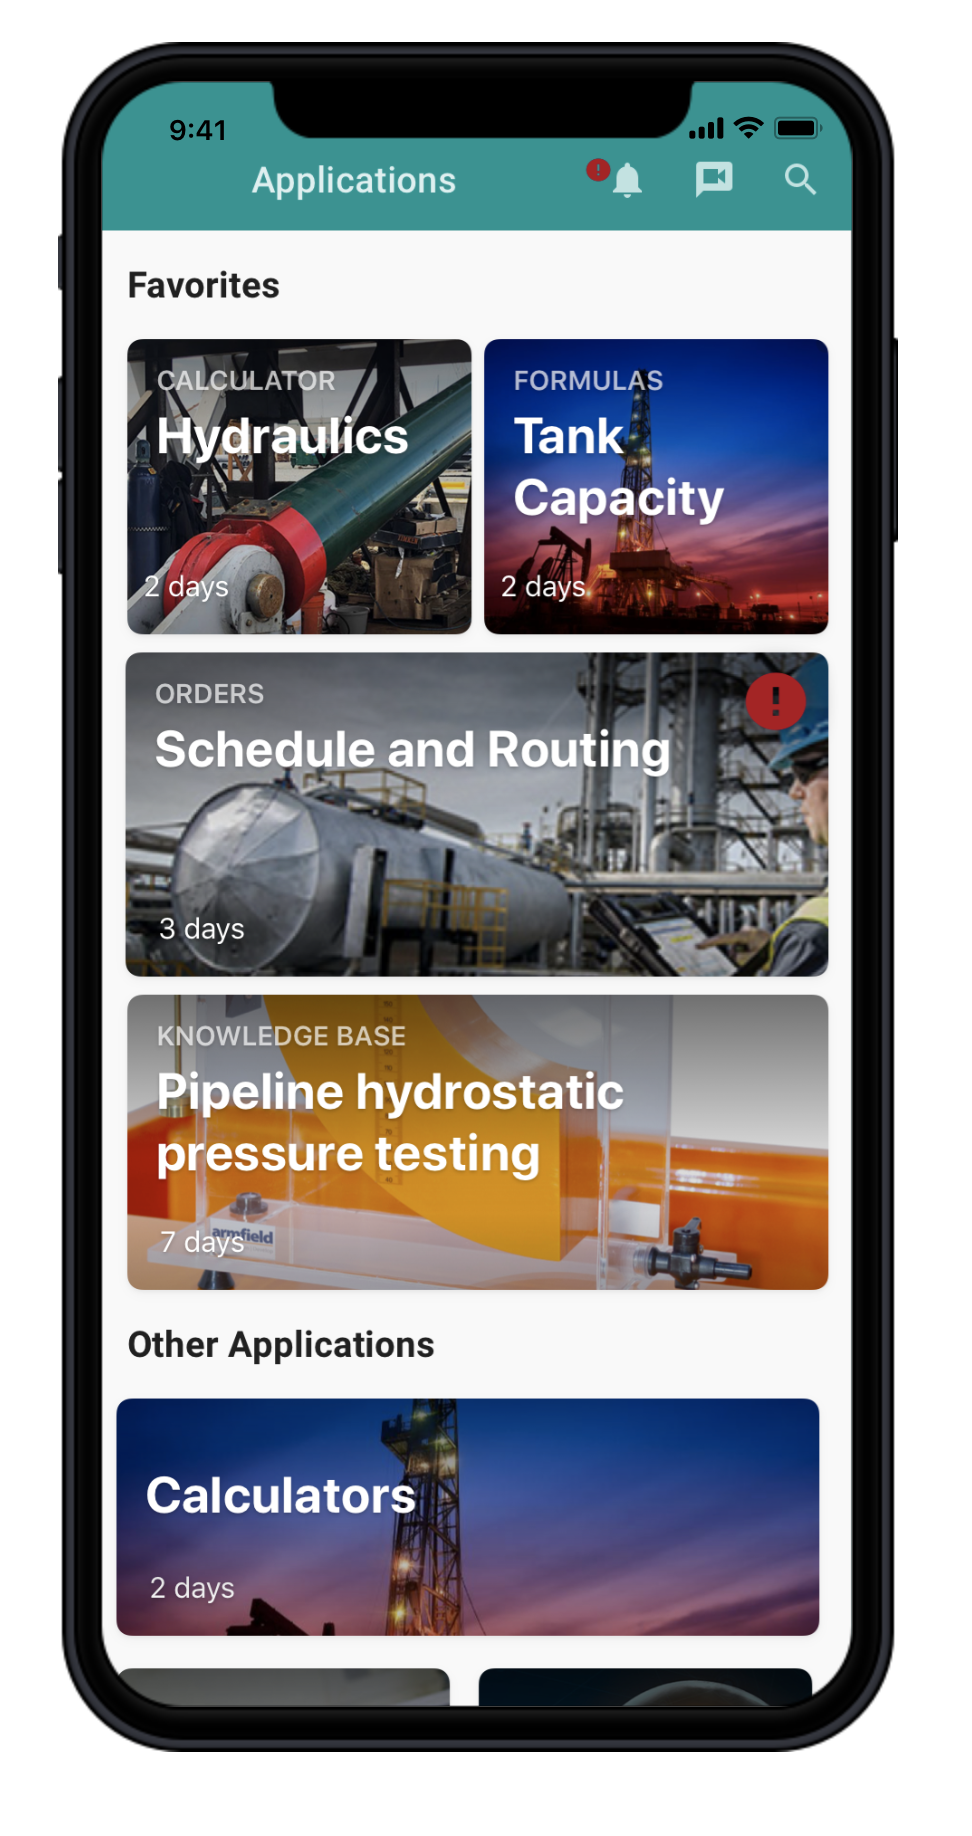 9:41
Applications
Favorites
CALCULATOR
Hydraulics
2 days
FORMULAS
Tank
Capacity
2 days
ORDERS
Schedule and Routing
3 days
KNOWLEDGE BASE
Pipeline hydrostatic
pressure testing
armfield
7 days
Other Applications
Calculators
2 days